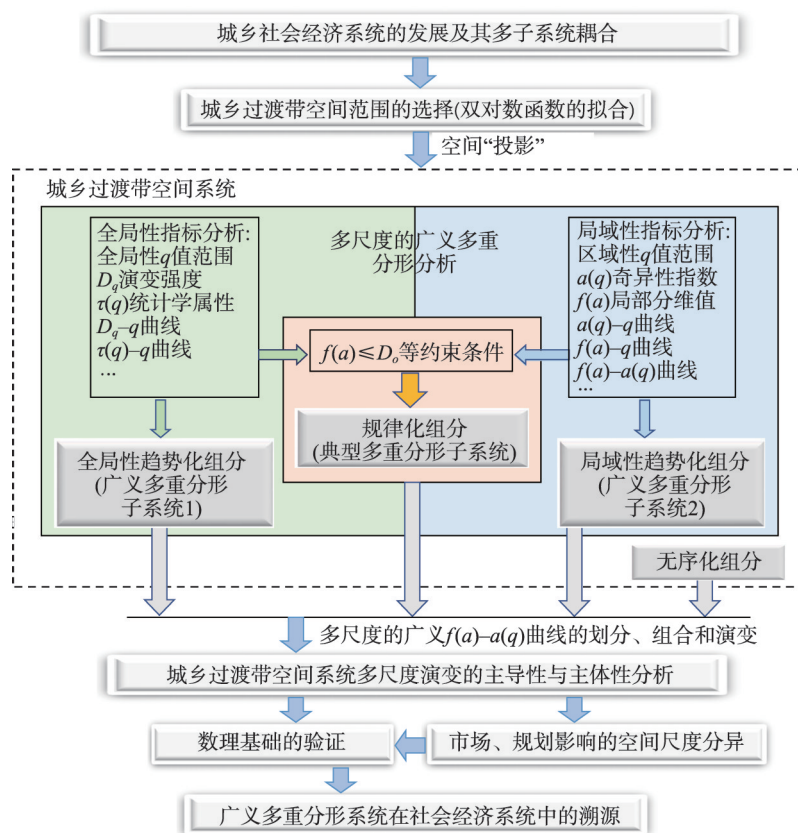 城乡社会经济系统的发展及其多子系统耦合
城乡过渡带空间范围的选择(双对数函数的拟合)
空间“投影”
城乡过渡带空间系统
全局性指标分析:
全局性q值范围
D_q演变强度
τ(q)统计学属性
D_q–q曲线
τ(q)–q曲线
…
多尺度的广义多重
分形分析
局域性指标分析:
区域性q值范围
a(q)奇异性指数
f(a)局部分维值
a(q)–q曲线
f(a)–q曲线
f(a)–a(q)曲线
…
f(a)≤D_o等约束条件
规律化组分
(典型多重分形子系统)
全局性趋势化组分
(广义多重分形
子系统1)
局域性趋势化组分
(广义多重分形
子系统2)
无序化组分
多尺度的广义f(a)–a(q)曲线的划分、组合和演变
城乡过渡带空间系统多尺度演变的主导性与主体性分析
数理基础的验证
市场、规划影响的空间尺度分异
广义多重分形系统在社会经济系统中的溯源